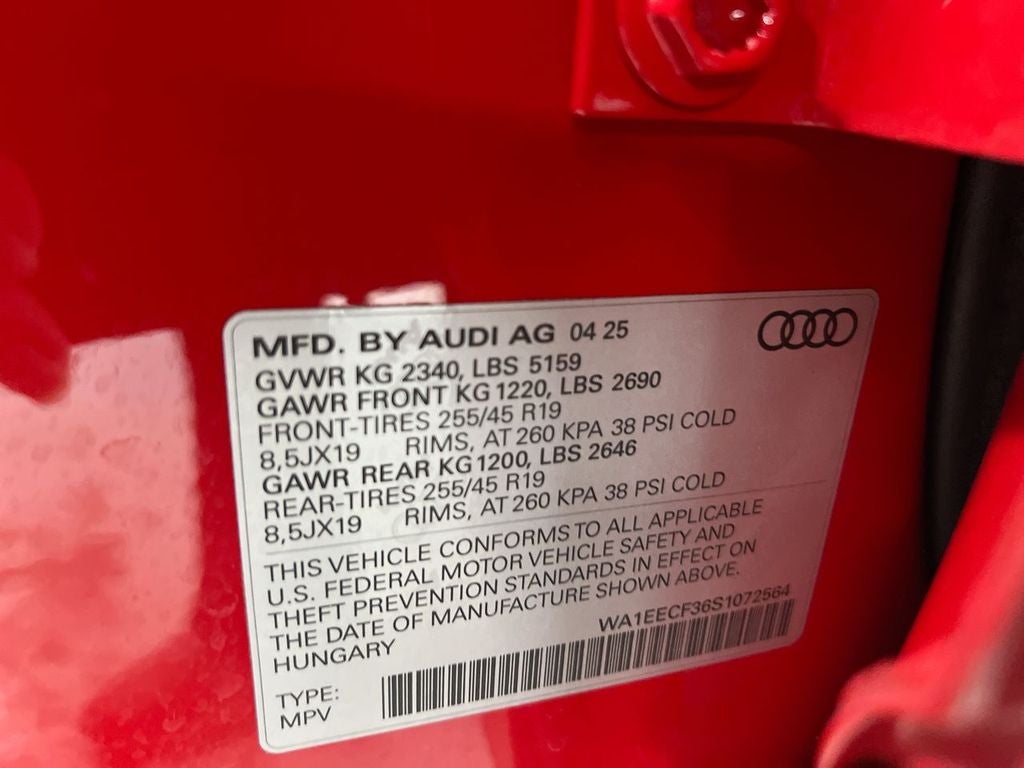 MFD. BY AUDI AG 04 25
GVWR KG 2340, LBS 5159
GAWR FRONT KG 1220, LBS 2690
FRONT-TIRES 255/45 R19
8,5JX19 RIMS, AT 260 KPA 38 PSI COLD
GAWR REAR KG 1200, LBS 2646
REAR-TIRES 255/45 R19
8,5JX19 RIMS, AT 260 KPA 38 PSI COLD
THIS VEHICLE CONFORMS TO ALL APPLICABLE
U.S. FEDERAL MOTOR VEHICLE SAFETY AND
THEFT PREVENTION STANDARDS IN EFFECT ON
THE DATE OF MANUFACTURE SHOWN ABOVE.
HUNGARY WA1EECF36S1072564
TYPE:
MPV